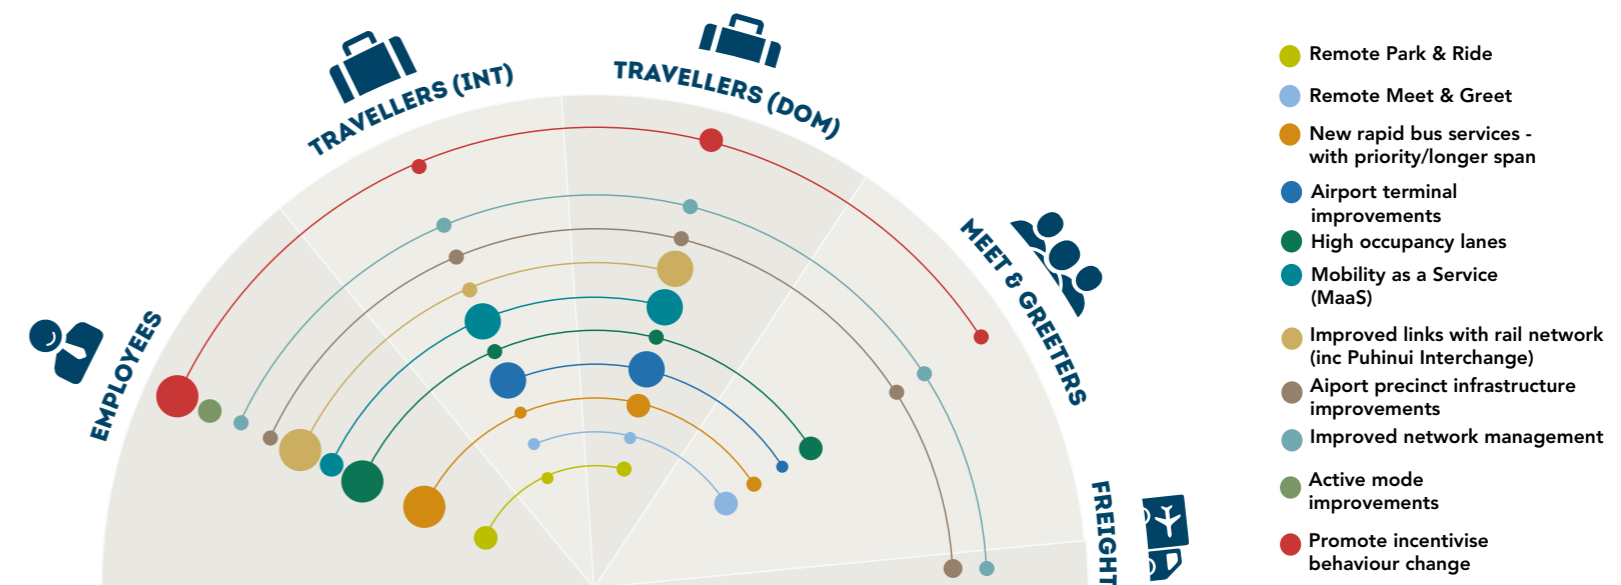 EMPLOYEES
TRAVELLERS (INT)
TRAVELLERS (DOM)
MEET & GREETERS
FREIGHT
Remote Park & Ride
Remote Meet & Greet
New rapid bus services -
with priority/longer span
Airport terminal
improvements
High occupancy lanes
Mobility as a Service
(MaaS)
Improved links with rail network
(inc Puhinui Interchange)
Aiport precinct infrastructure
improvements
Improved network management
Active mode
improvements
Promote incentivise
behaviour change